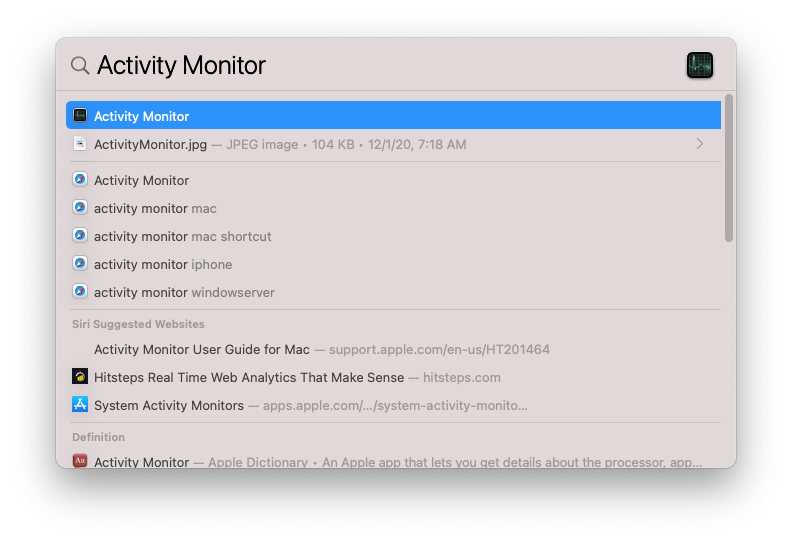 Activity Monitor
Activity Monitor
ActivityMonitor.jpg — JPEG image • 104 KB • 12/1/20, 7:18 AM
Activity Monitor
activity monitor mac
activity monitor mac shortcut
activity monitor iphone
activity monitor windowserver
Siri Suggested Websites
Activity Monitor User Guide for Mac — support.apple.com/en-us/HT201464
Hitsteps Real Time Web Analytics That Make Sense — hitsteps.com
System Activity Monitors — apps.apple.com/.../system-activity-monito...
Definition
Aa Activity Monitor — Apple Dictionary • An Apple app that lets you get details about the processor, app...